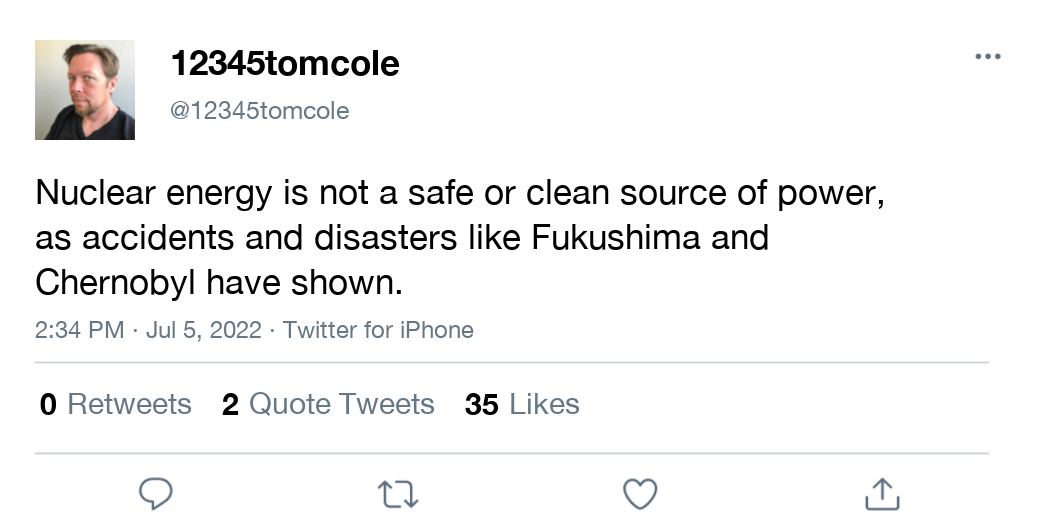 12345tomcole
@12345tomcole
Nuclear energy is not a safe or clean source of power,
as accidents and disasters like Fukushima and
Chernobyl have shown.
2:34 PM · Jul 5, 2022 · Twitter for iPhone
0 Retweets 2 Quote Tweets 35 Likes